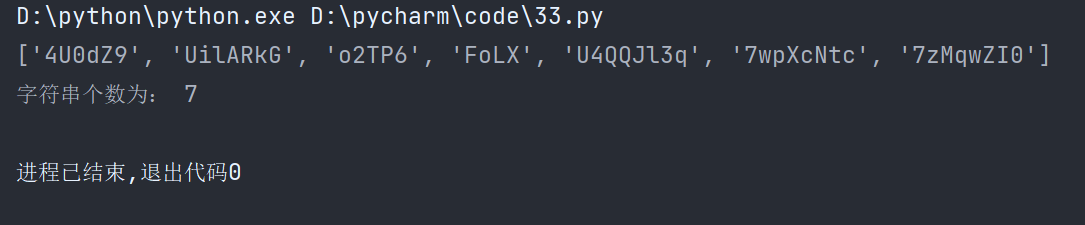 D:\python\python.exe D:\pycharm\code\33.py
['4U0dZ9', 'UilARkG', 'o2TP6', 'FoLX', 'U4QQJl3q', '7wpXcNtc', '7zMqwZI0']
字符串个数为： 7
进程已结束,退出代码0